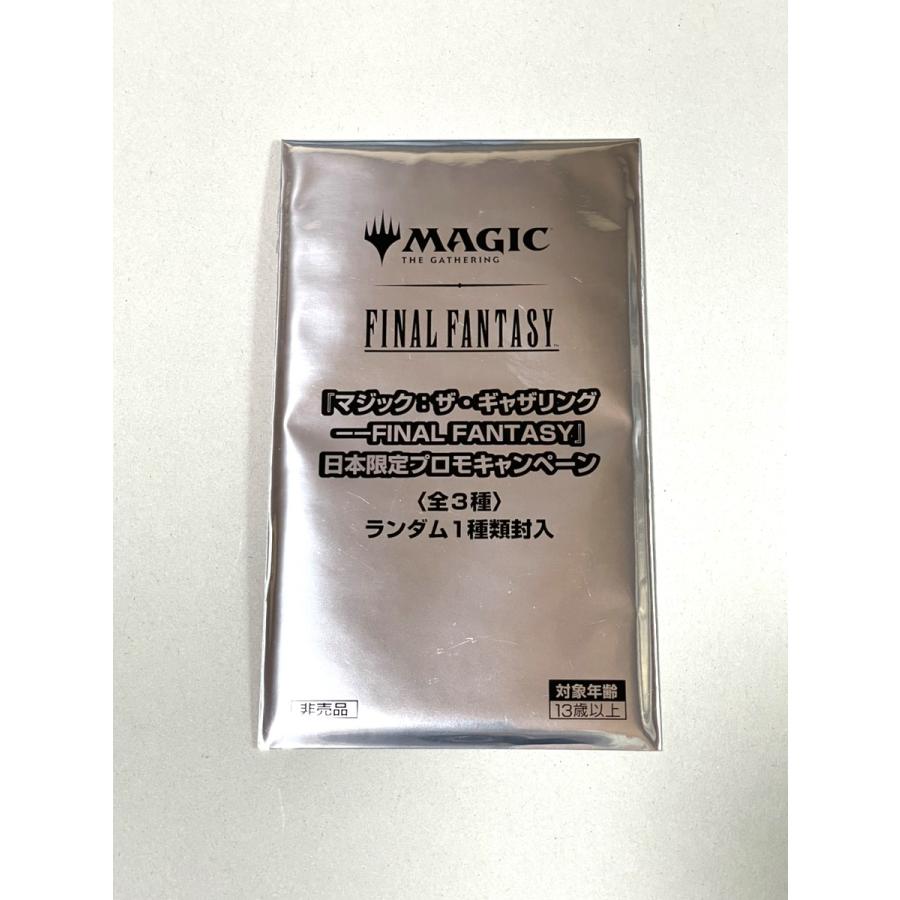 MAGIC
THE GATHERING
FINAL FANTASY
『マジック：ザ・ギャザリング
――FINAL FANTASY』
日本限定プロモキャンペーン
〈全3種〉
ランダム1種類封入
非売品
対象年齢
13歳以上